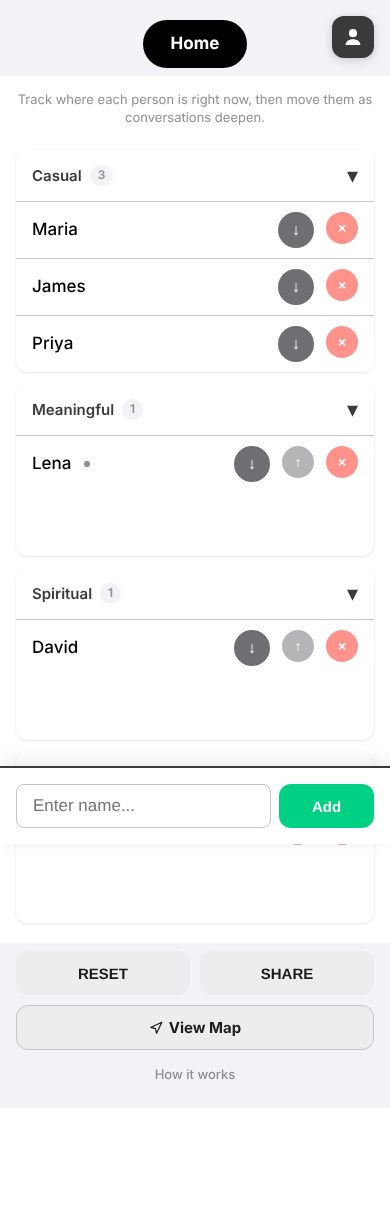 Home
Track where each person is right now, then move them as
conversations deepen.
Casual 3 ▼
Maria ↓ ×
James ↓ ×
Priya ↓ ×
Meaningful 1 ▼
Lena ↓ ↑ ×
Spiritual 1 ▼
David ↓ ↑ ×
Enter name... Add
RESET SHARE
View Map
How it works